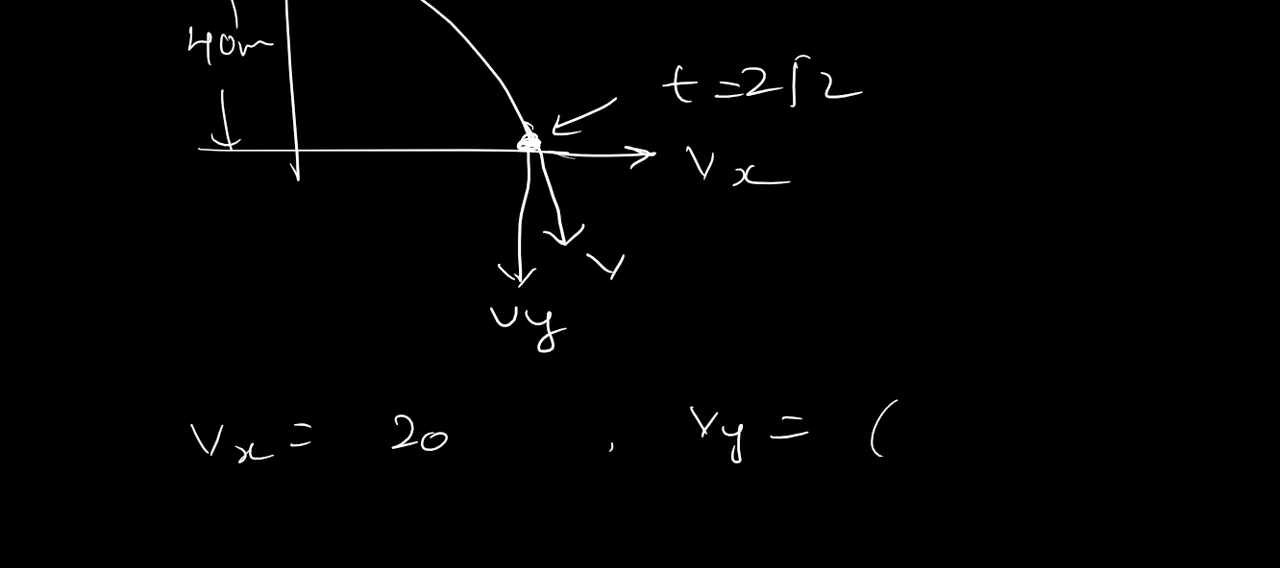 40m
t = 2√2
Vx
V
Vy
Vx = 20 , Vy = (